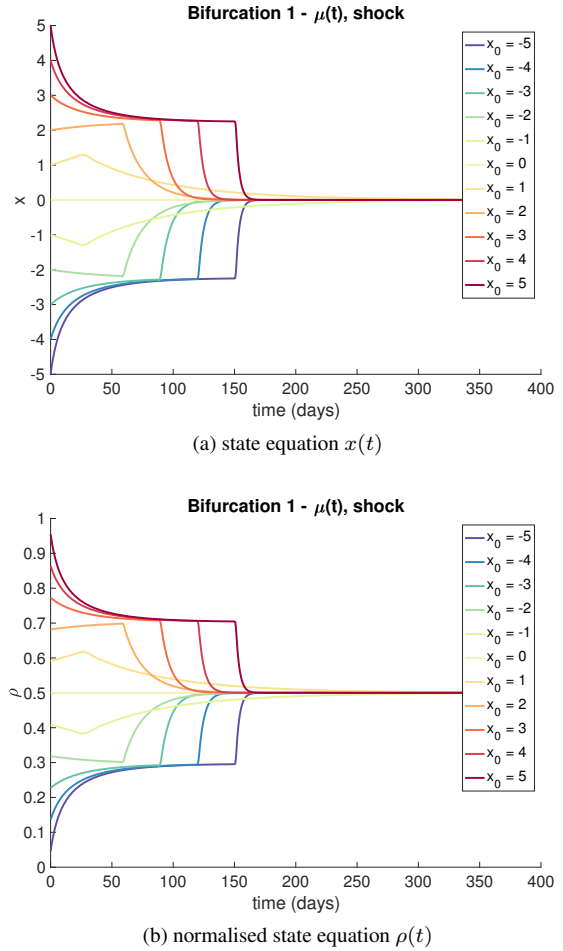 Bifurcation 1 - μ(t), shock
5
4
3
2
1
0
-1
-2
-3
-4
-5
x
0 50 100 150 200 250 300 350 400
time (days)
x0 = -5
x0 = -4
x0 = -3
x0 = -2
x0 = -1
x0 = 0
x0 = 1
x0 = 2
x0 = 3
x0 = 4
x0 = 5
(a) state equation x(t)
Bifurcation 1 - μ(t), shock
1
0.9
0.8
0.7
0.6
0.5
0.4
0.3
0.2
0.1
0
ρ
0 50 100 150 200 250 300 350 400
time (days)
x0 = -5
x0 = -4
x0 = -3
x0 = -2
x0 = -1
x0 = 0
x0 = 1
x0 = 2
x0 = 3
x0 = 4
x0 = 5
(b) normalised state equation ρ(t)